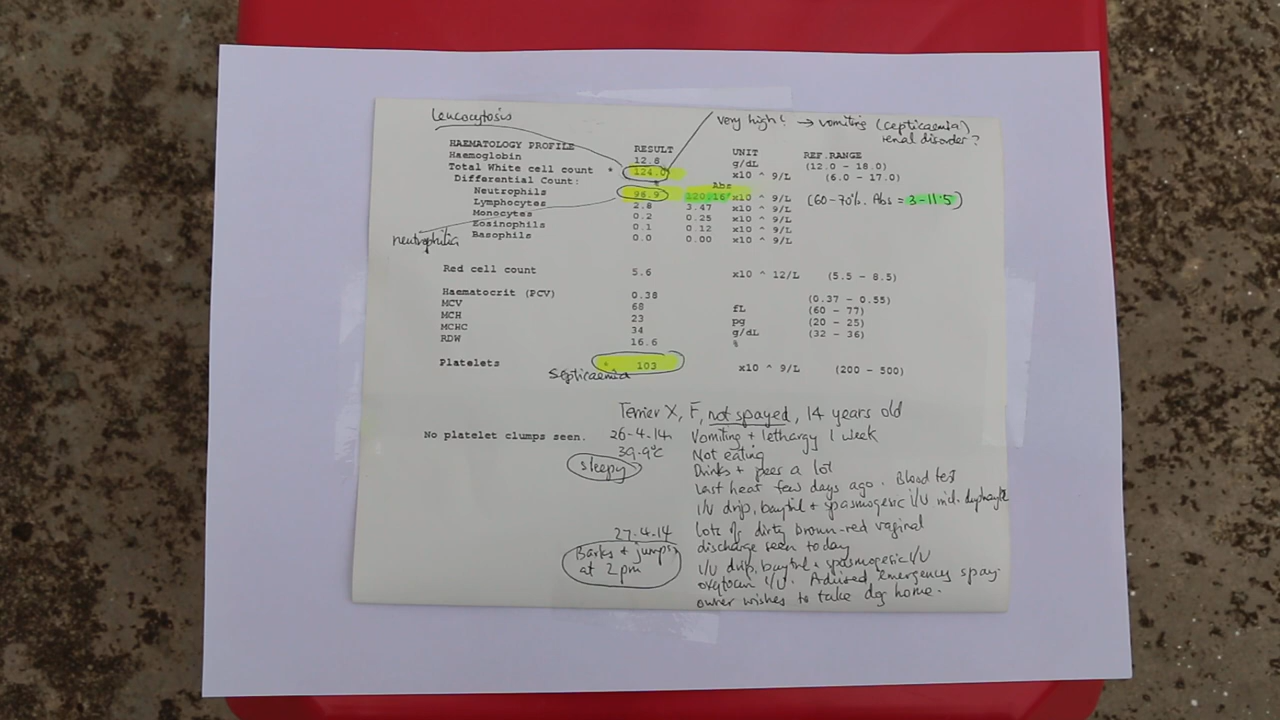 Leucocytosis
very high! → vomiting (septicaemia)
renal disorder?
HAEMATOLOGY PROFILE RESULT UNIT REF.RANGE
Haemoglobin 12.8 g/dL (12.0 - 18.0)
Total White cell count * 124.0 x10 ^ 9/L (6.0 - 17.0)
Differential Count: Abs
Neutrophils 96.9 120.16 x10 ^ 9/L (60-70%. Abs = 3-11.5)
Lymphocytes 2.8 3.47 x10 ^ 9/L
Monocytes 0.2 0.25 x10 ^ 9/L
Eosinophils 0.1 0.12 x10 ^ 9/L
Basophils 0.0 0.00 x10 ^ 9/L
neutrophilia
Red cell count 5.6 x10 ^ 12/L (5.5 - 8.5)
Haematocrit (PCV) 0.38 (0.37 - 0.55)
MCV 68 fL (60 - 77)
MCH 23 pg (20 - 25)
MCHC 34 g/dL (32 - 36)
RDW 16.6 %
Platelets * 103 x10 ^ 9/L (200 - 500)
Septicaemia
Terrier X, F, not spayed, 14 years old
No platelet clumps seen. 26-4.14 Vomiting + lethargy 1 week
39.9°C Not eating
sleepy Drinks + pees a lot
Last heat few days ago. Blood test
I/V drip, baytril + spasmogesic I/V
27.4.14 Lots of dirty brown-red vaginal
discharge seen today
Barks + jumps I/V drip, baytril + spasmogesic I/V
at 2pm oxytocin I/V. Advised emergency spay.
owner wishes to take dog home.